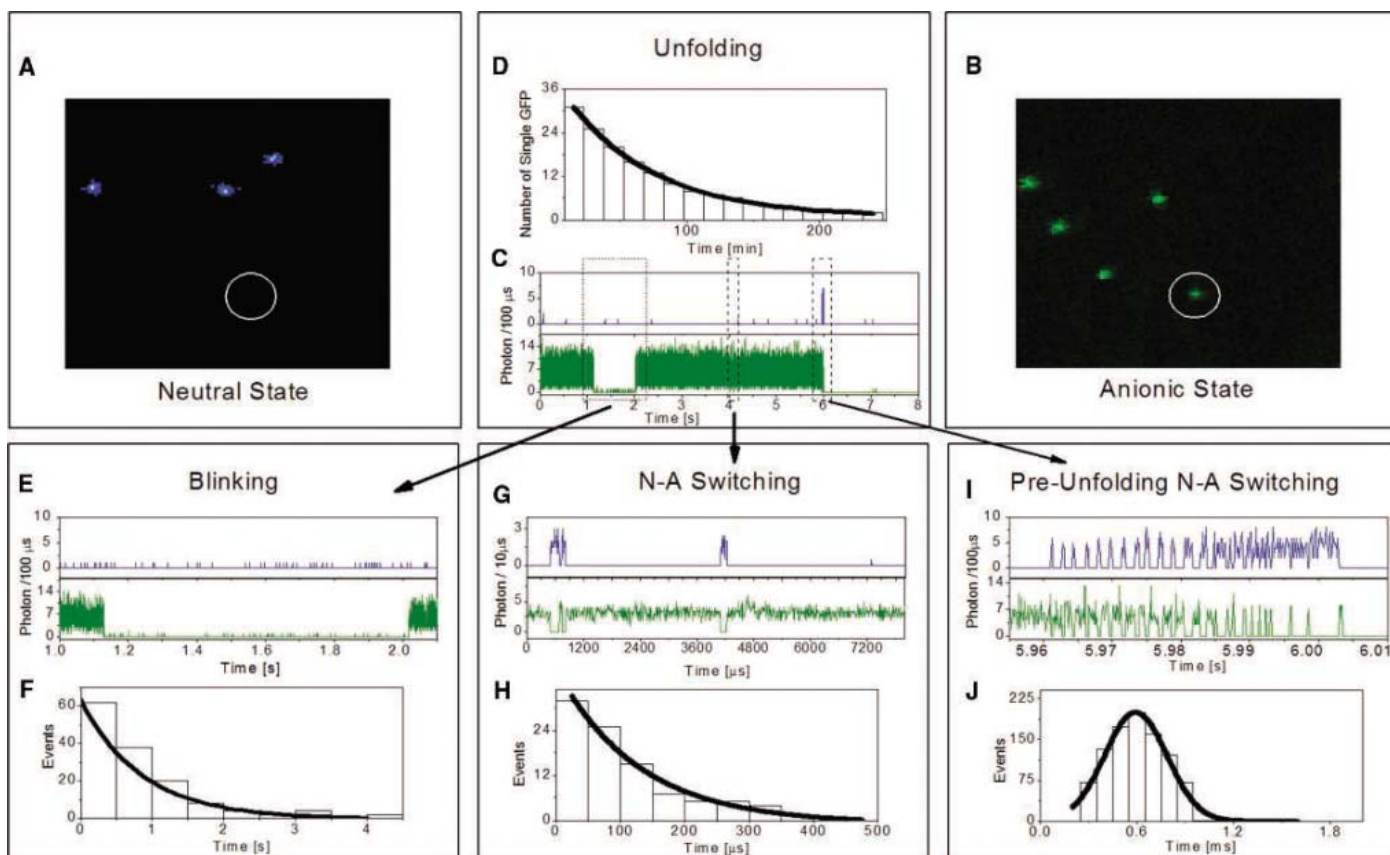 A
Neutral State
Unfolding
D
36
24
12
0
Number of Single GFP
100
200
Time [min]
C
10
5
0
14
7
0
Photon /100 µs
0 1 2 3 4 5 6 7 8
Time [s]
B
Anionic State
E
Blinking
10
5
0
14
7
0
Photon /100 µs
1.0 1.2 1.4 1.6 1.8 2.0
Time [s]
F
60
40
20
0
Events
0 1 2 3 4
Time [s]
G
N-A Switching
3
0
5
0
Photon / 10µs
0 1200 2400 3600 4800 6000 7200
Time [µs]
H
24
12
0
Events
0 100 200 300 400 500
Time [µs]
I
Pre-Unfolding N-A Switching
10
5
0
14
7
0
Photon /100µs
5.96 5.97 5.98 5.99 6.00 6.01
Time [s]
J
225
150
75
0
Events
0.0 0.6 1.2 1.8
Time [ms]